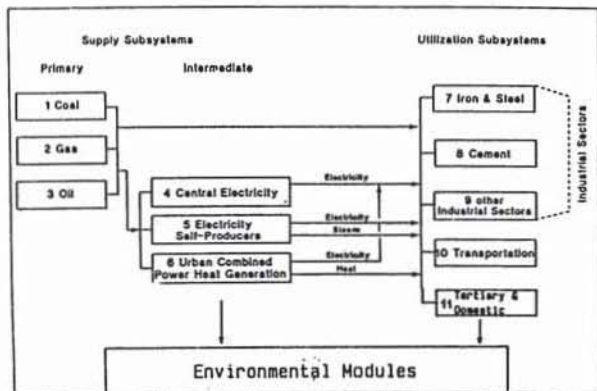 Supply Subsystems
Utilization Subsystems
Primary
Intermediate
1 Coal
2 Gas
3 Oil
4 Central Electricity
5 Electricity
Self-Producers
6 Urban Combined
Power Heat Generation
Electricity
Electricity
Steam
Electricity
Heat
7 Iron & Steel
8 Cement
9 other
Industrial Sectors
10 Transportation
11 Tertiary &
Domestic
Industrial Sectors
Environmental Modules